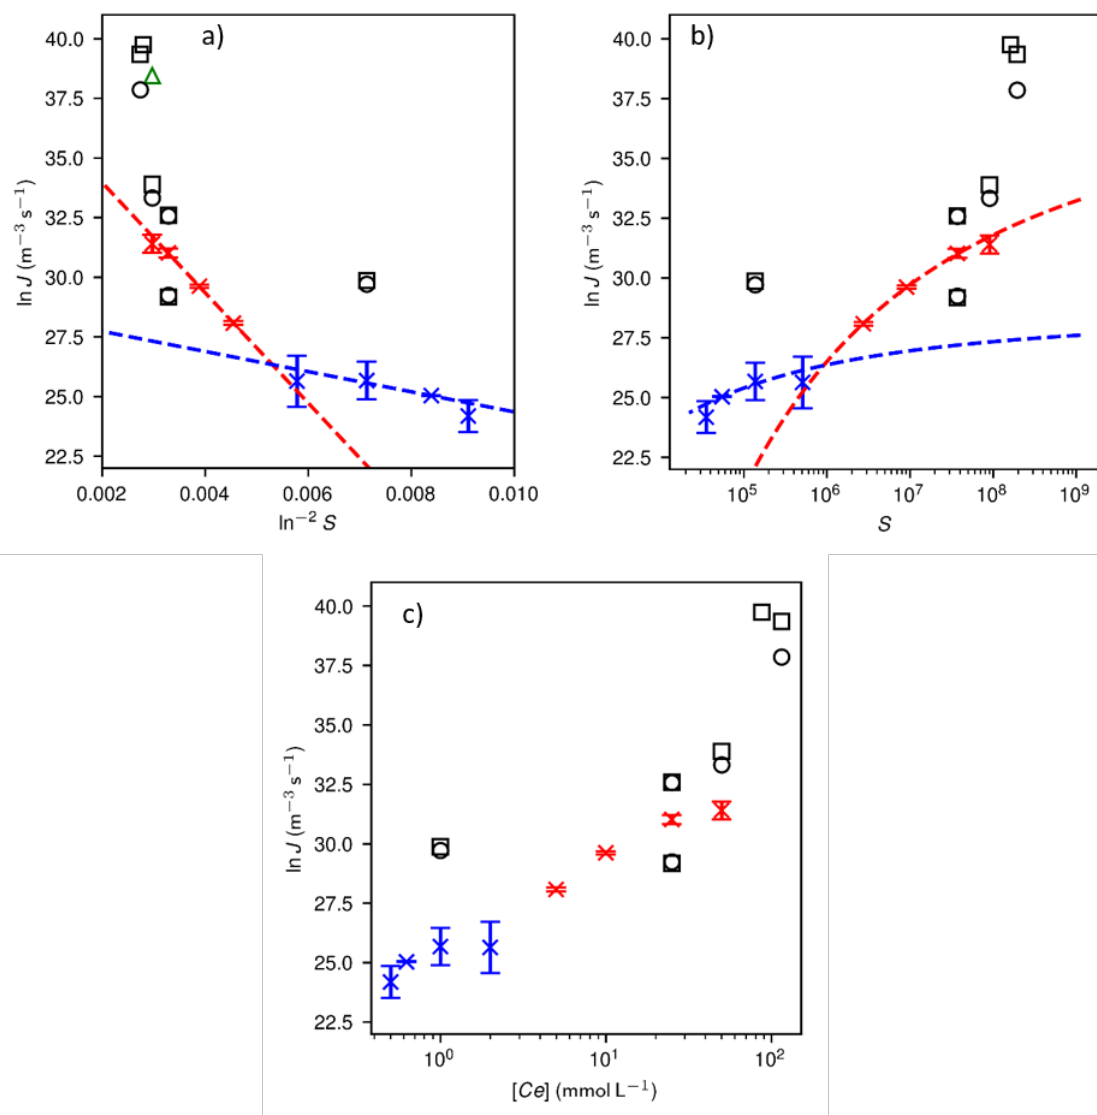 a)
40.0
37.5
35.0
32.5
30.0
27.5
25.0
22.5
ln J (m⁻³ s⁻¹)
0.002 0.004 0.006 0.008 0.010
ln⁻² S
b)
40.0
37.5
35.0
32.5
30.0
27.5
25.0
22.5
ln J (m⁻³ s⁻¹)
10⁵ 10⁶ 10⁷ 10⁸ 10⁹
S
c)
40.0
37.5
35.0
32.5
30.0
27.5
25.0
22.5
ln J (m⁻³ s⁻¹)
10⁰ 10¹ 10²
[Ce] (mmol L⁻¹)